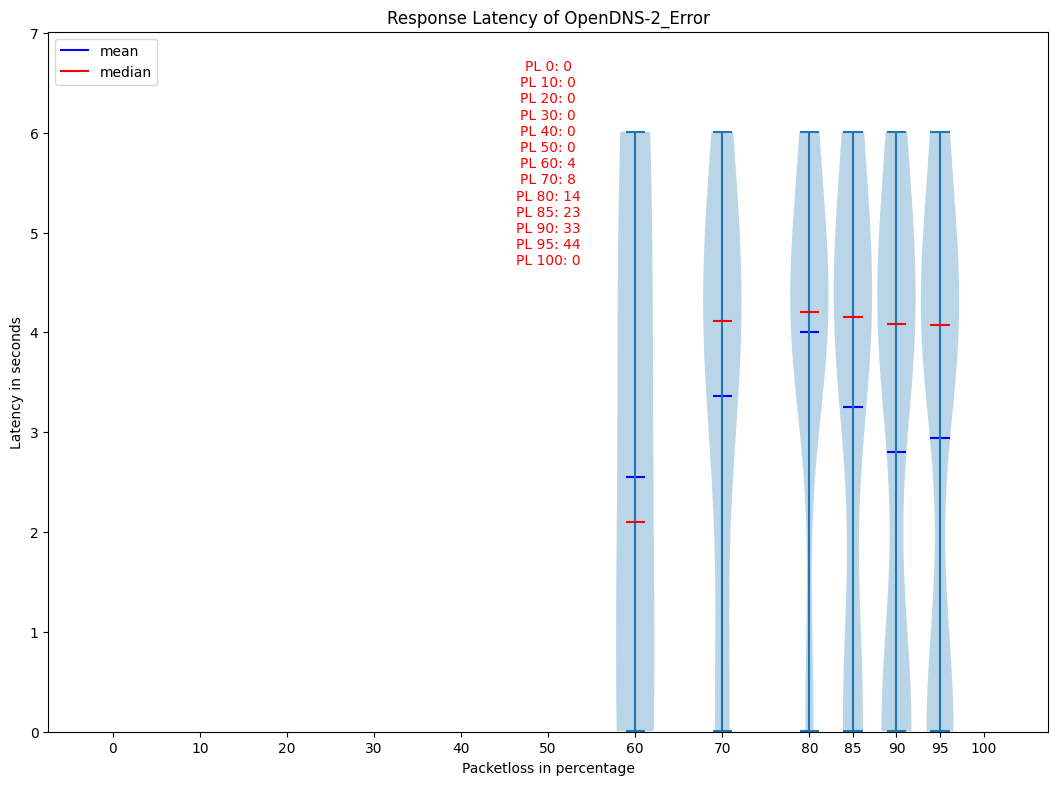 Response Latency of OpenDNS-2_Error
7
mean
median
PL 0: 0
PL 10: 0
PL 20: 0
PL 30: 0
PL 40: 0
PL 50: 0
PL 60: 4
PL 70: 8
PL 80: 14
PL 85: 23
PL 90: 33
PL 95: 44
PL 100: 0
6
5
4
3
2
1
0
Latency in seconds
0 10 20 30 40 50 60 70 80 85 90 95 100
Packetloss in percentage